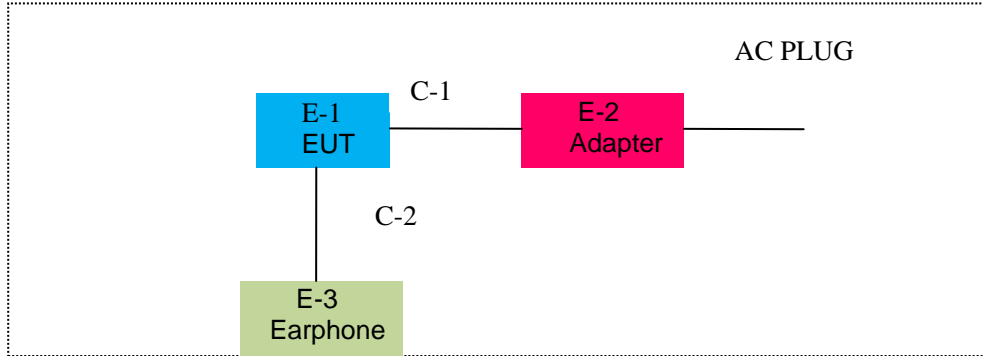 AC PLUG
C-1
E-1
EUT
E-2
Adapter
C-2
E-3
Earphone